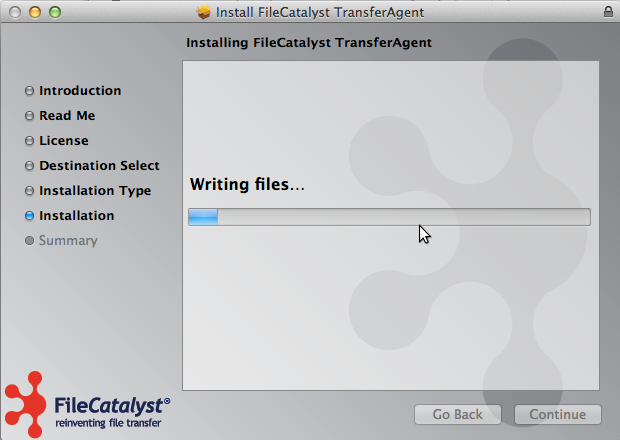 Install FileCatalyst TransferAgent
Installing FileCatalyst TransferAgent
Introduction
Read Me
License
Destination Select
Installation Type
Installation
Summary
Writing files...
FileCatalyst®
reinventing file transfer
Go Back
Continue